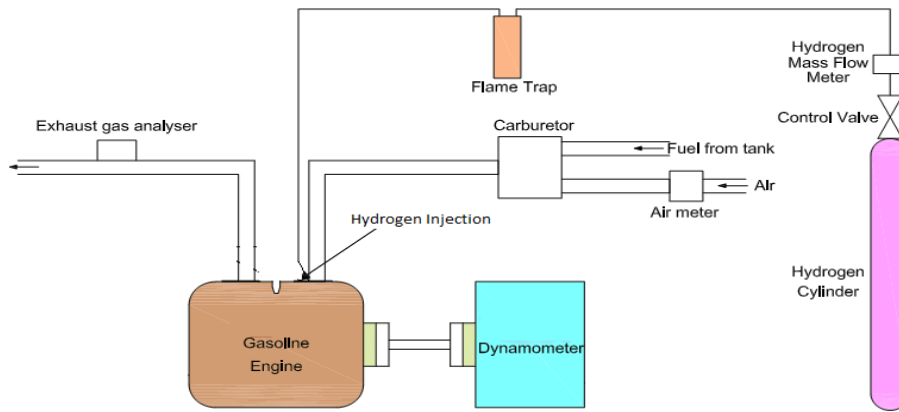 Hydrogen
Mass Flow
Meter
Flame Trap
Control Valve
Exhaust gas analyser
Carburetor
Fuel from tank
AIr
Air meter
Hydrogen Injection
Hydrogen
Cylinder
Gasolıne
Engine
Dynamometer